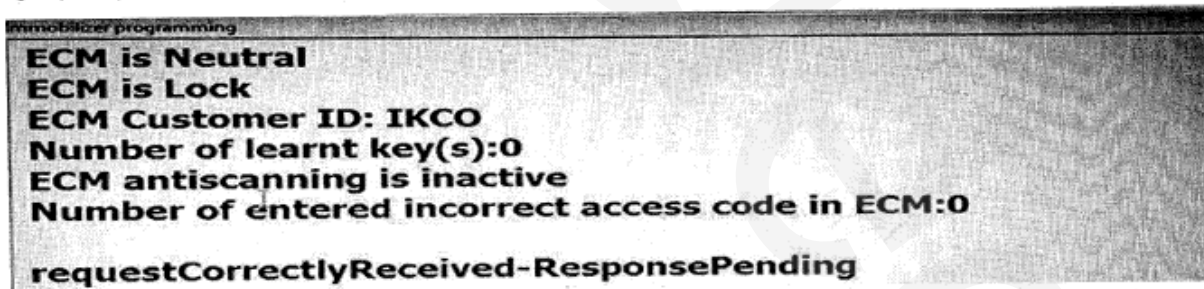 immobilizer programming
ECM is Neutral
ECM is Lock
ECM Customer ID: IKCO
Number of learnt key(s):0
ECM antiscanning is inactive
Number of entered incorrect access code in ECM:0
requestCorrectlyReceived-ResponsePending